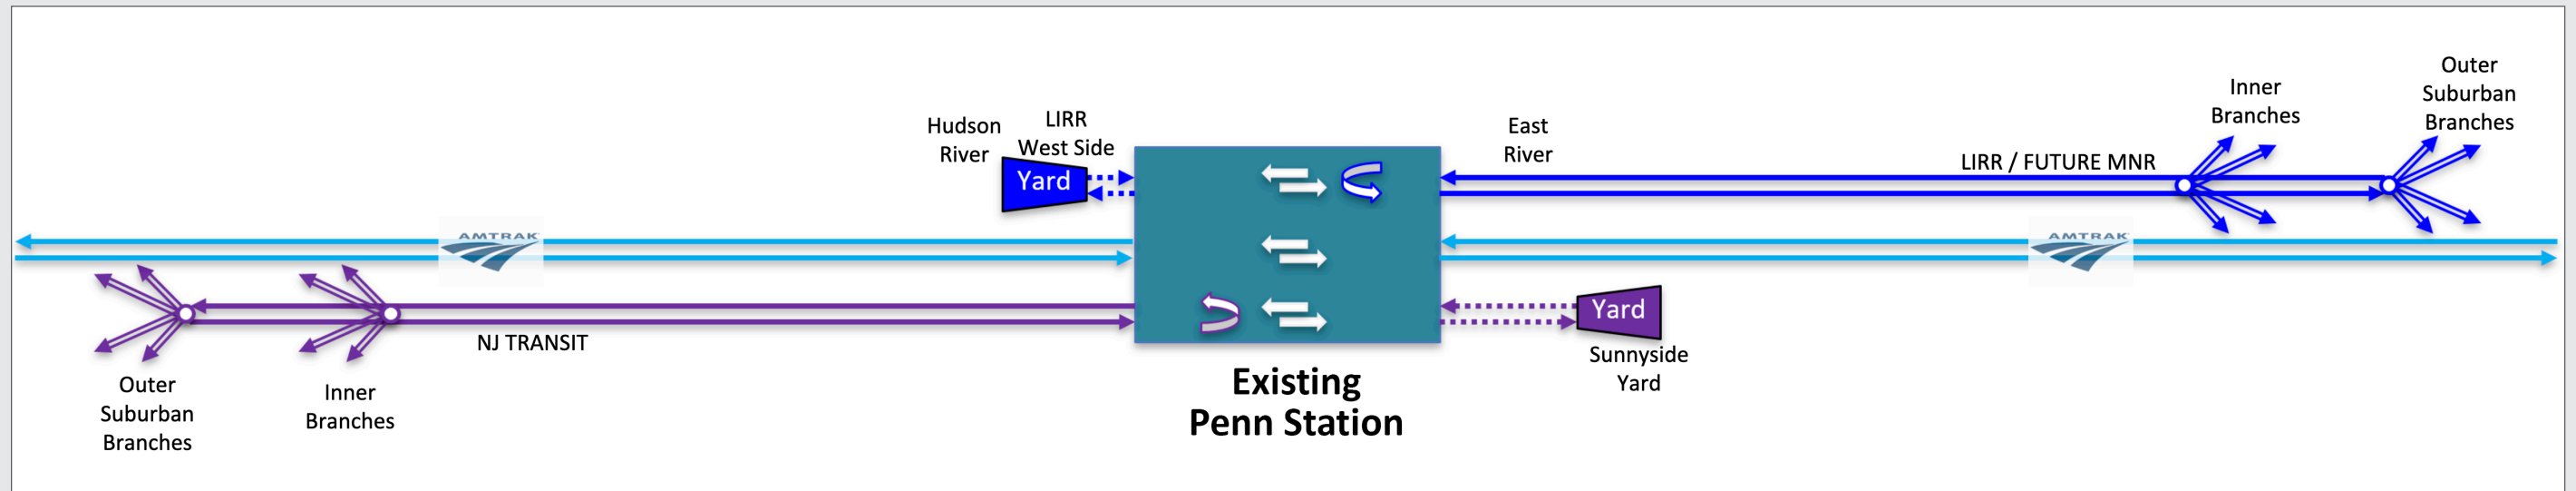 Hudson
River
LIRR
West Side
Yard
East
River
LIRR / FUTURE MNR
Inner
Branches
Outer
Suburban
Branches
AMTRAK
AMTRAK
NJ TRANSIT
Outer
Suburban
Branches
Inner
Branches
Existing
Penn Station
Yard
Sunnyside
Yard